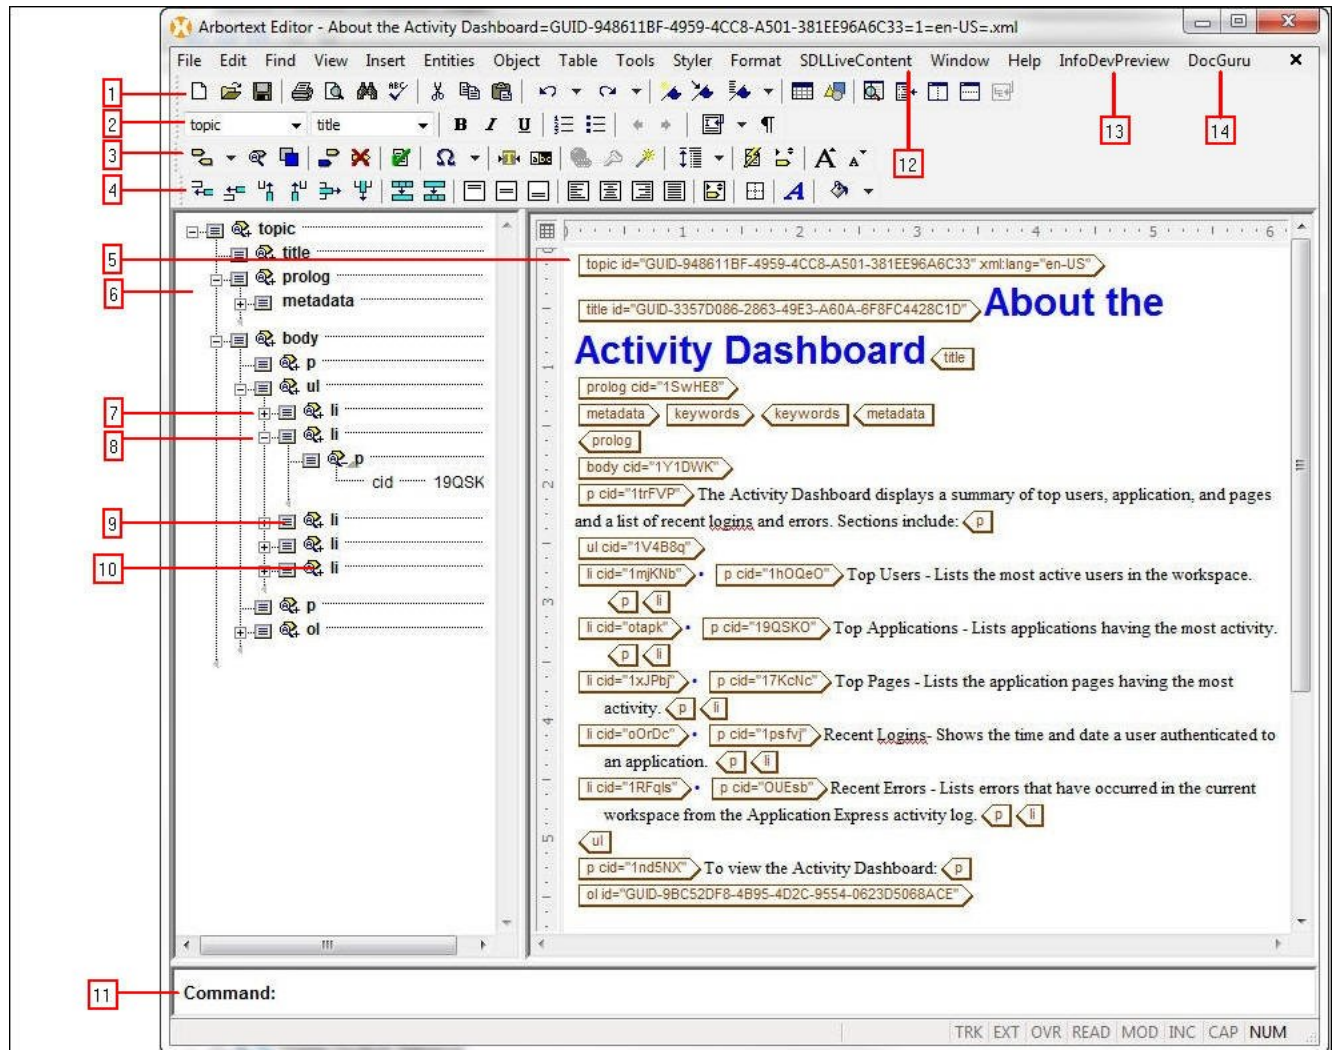 Arbortext Editor - About the Activity Dashboard=GUID-948611BF-4959-4CC8-A501-381EE96A6C33=1=en-US=.xml
File Edit Find View Insert Entities Object Table Tools Styler Format SDLLiveContent Window Help InfoDevPreview DocGuru
1
2
topic title B I U
13
14
3
abc A A
12
4
A
topic
title
prolog
metadata
body
p
ul
li
li
p
cid 19QSK
li
li
li
p
ol
5
6
7
8
9
10
1 2 3 4 5 6
1
2
3
4
5
topic id="GUID-948611BF-4959-4CC8-A501-381EE96A6C33" xml:lang="en-US"
title id="GUID-3357D086-2863-49E3-A60A-6F8FC4428C1D" About the
Activity Dashboard title
prolog cid="1SwHE8"
metadata keywords keywords metadata
prolog
body cid="1Y1DWK"
p cid="1trFVP" The Activity Dashboard displays a summary of top users, application, and pages
and a list of recent logins and errors. Sections include: p
ul cid="1V4B8q"
li cid="1mjKNb" • p cid="1hOQeO" Top Users - Lists the most active users in the workspace.
p li
li cid="otapk" • p cid="19QSKO" Top Applications - Lists applications having the most activity.
p li
li cid="1xJPbj" • p cid="17KcNc" Top Pages - Lists the application pages having the most
activity. p li
li cid="oOrDc" • p cid="1psfvj" Recent Logins- Shows the time and date a user authenticated to
an application. p li
li cid="1RFqls" • p cid="OUEsb" Recent Errors - Lists errors that have occurred in the current
workspace from the Application Express activity log. p li
ul
p cid="1nd5NX" To view the Activity Dashboard: p
ol id="GUID-9BC52DF8-4B95-4D2C-9554-0623D5068ACE"
11
Command:
TRK EXT OVR READ MOD INC CAP NUM